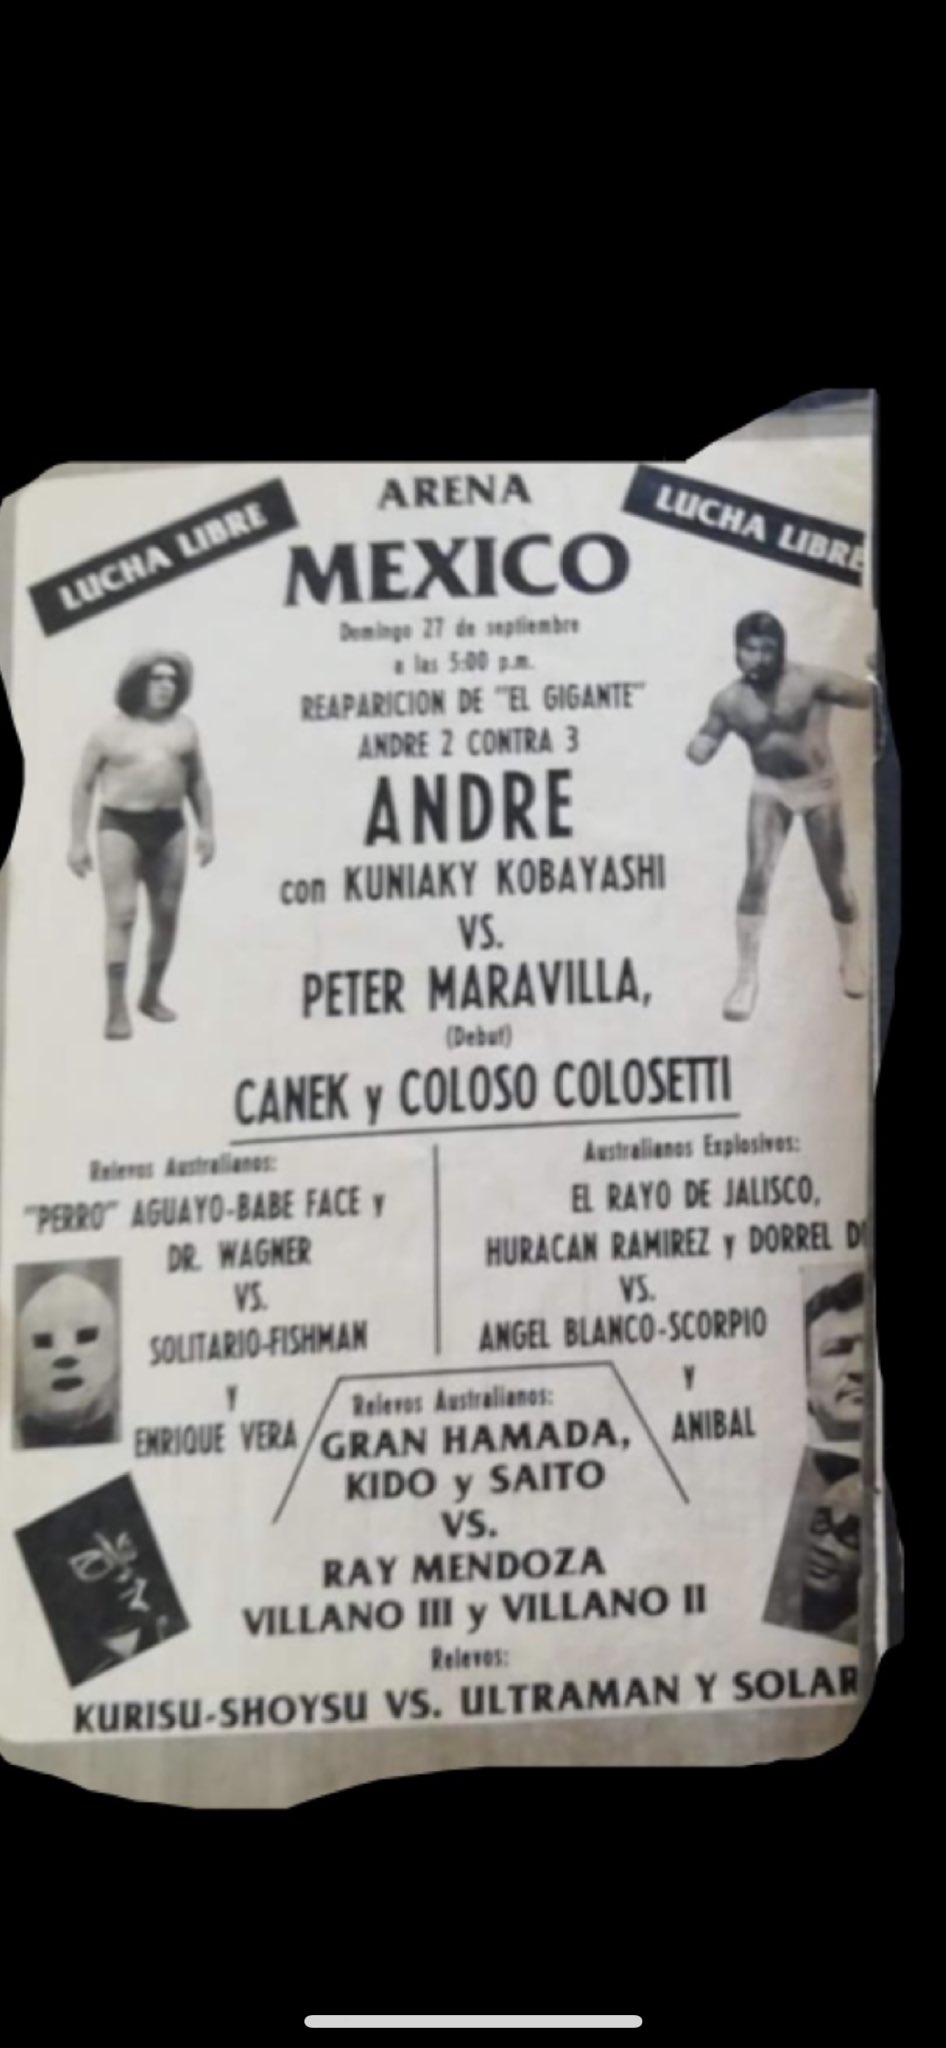 LUCHA LIBRE
LUCHA LIBRE
ARENA
MEXICO
Domingo 27 de septiembre
a las 5:00 p.m.
REAPARICION DE "EL GIGANTE"
ANDRE 2 CONTRA 3
ANDRE
con KUNIAKY KOBAYASHI
VS.
PETER MARAVILLA,
(Debut)
CANEK y COLOSO COLOSETTI
Relevos Australianos:
"PERRO" AGUAYO-BABE FACE y
DR. WAGNER
VS.
SOLITARIO-FISHMAN
Y
ENRIQUE VERA
Australianos Explosivos:
EL RAYO DE JALISCO,
HURACAN RAMIREZ y DORREL
VS.
ANGEL BLANCO-SCORPIO
Y
ANIBAL
Relevos Australianos:
GRAN HAMADA,
KIDO y SAITO
VS.
RAY MENDOZA
VILLANO III y VILLANO II
Relevos:
KURISU-SHOYSU VS. ULTRAMAN Y SOLAR